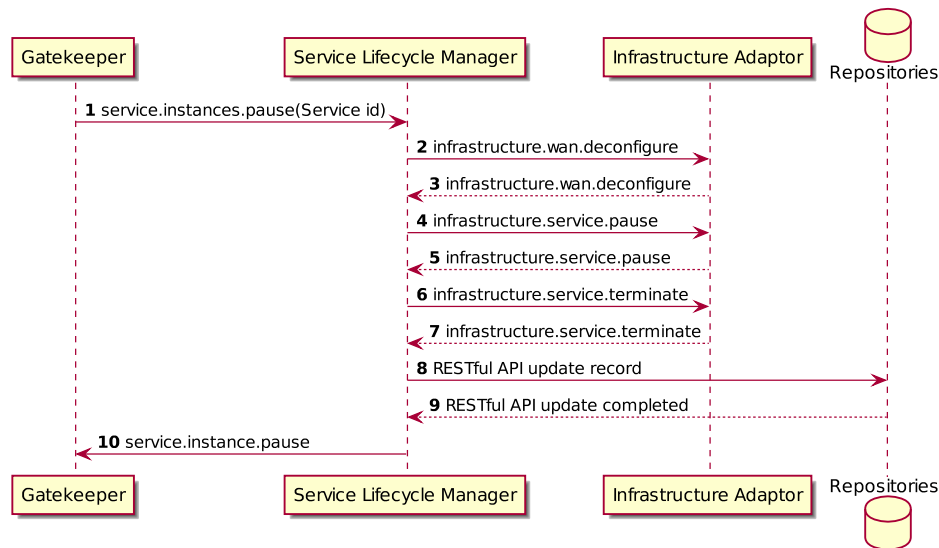 Gatekeeper
Service Lifecycle Manager
Infrastructure Adaptor
Repositories
1 service.instances.pause(Service id)
2 infrastructure.wan.deconfigure
3 infrastructure.wan.deconfigure
4 infrastructure.service.pause
5 infrastructure.service.pause
6 infrastructure.service.terminate
7 infrastructure.service.terminate
8 RESTful API update record
9 RESTful API update completed
10 service.instance.pause
Gatekeeper
Service Lifecycle Manager
Infrastructure Adaptor
Repositories